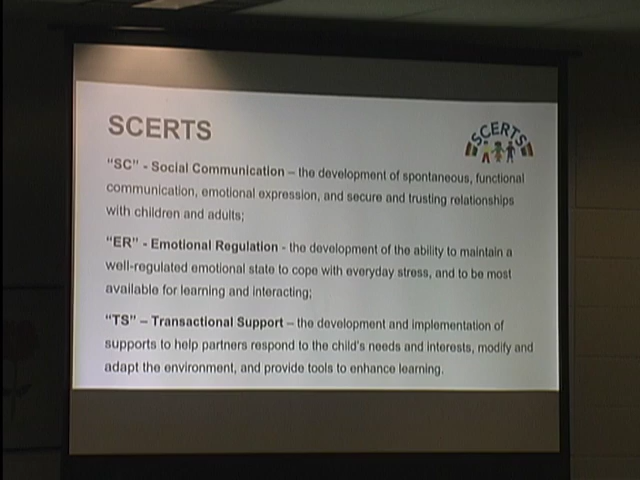 SCERTS
SCERTS
"SC" - Social Communication – the development of spontaneous, functional
communication, emotional expression, and secure and trusting relationships
with children and adults;
"ER" - Emotional Regulation - the development of the ability to maintain a
well-regulated emotional state to cope with everyday stress, and to be most
available for learning and interacting;
"TS" – Transactional Support – the development and implementation of
supports to help partners respond to the child's needs and interests, modify and
adapt the environment, and provide tools to enhance learning.